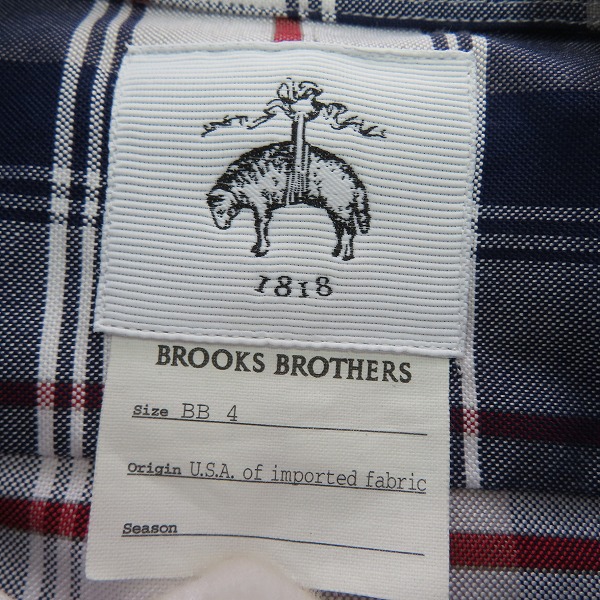 1818
BROOKS BROTHERS
Size BB 4
Origin U.S.A. of imported fabric
Season